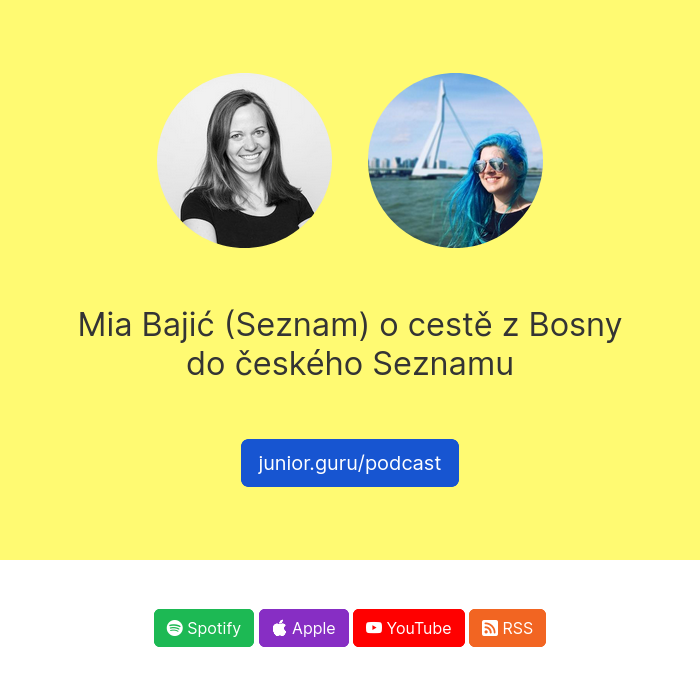 Mia Bajić (Seznam) o cestě z Bosny
do českého Seznamu
junior.guru/podcast
Spotify Apple YouTube RSS